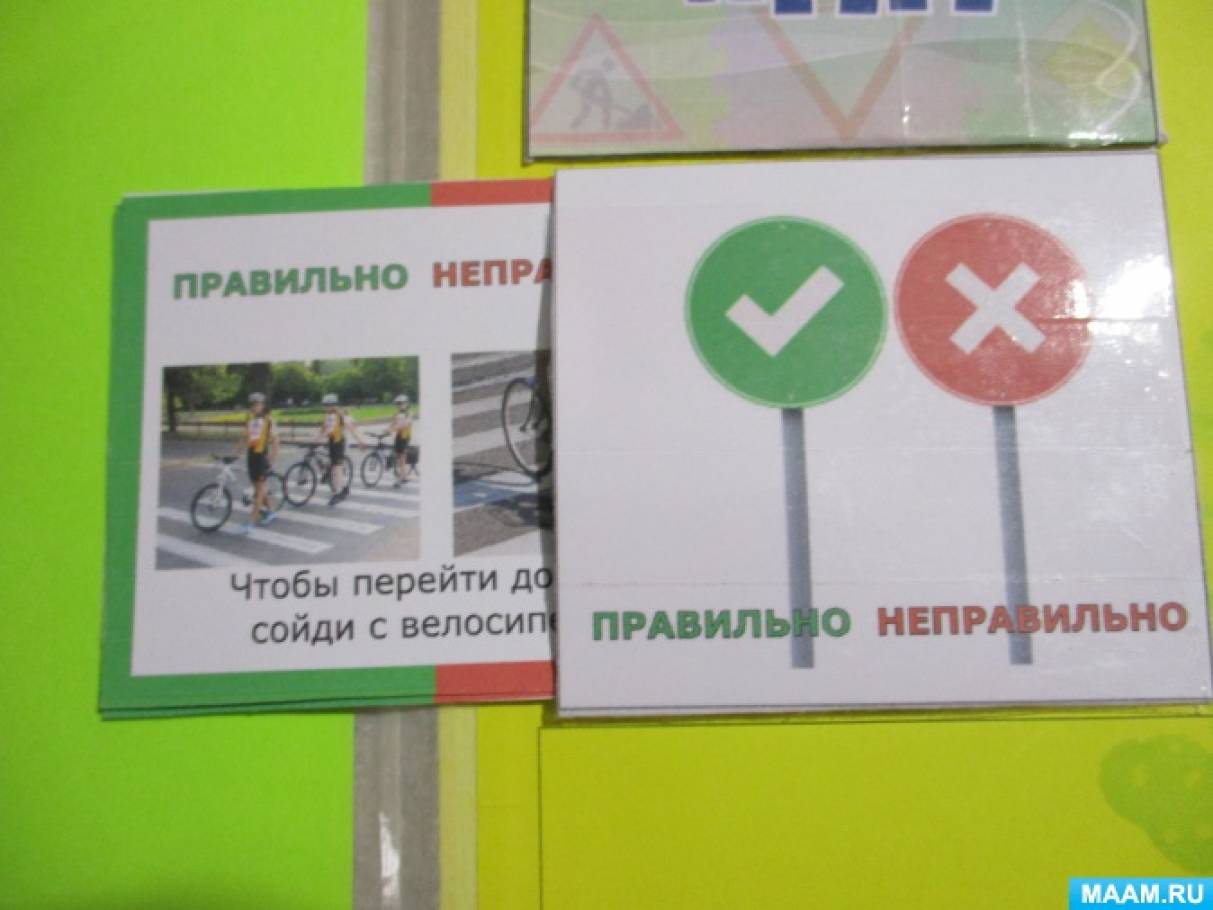 ПРАВИЛЬНО НЕПРА
Чтобы перейти до
сойди с велосипе
ПРАВИЛЬНО НЕПРАВИЛЬНО
MAAM.RU